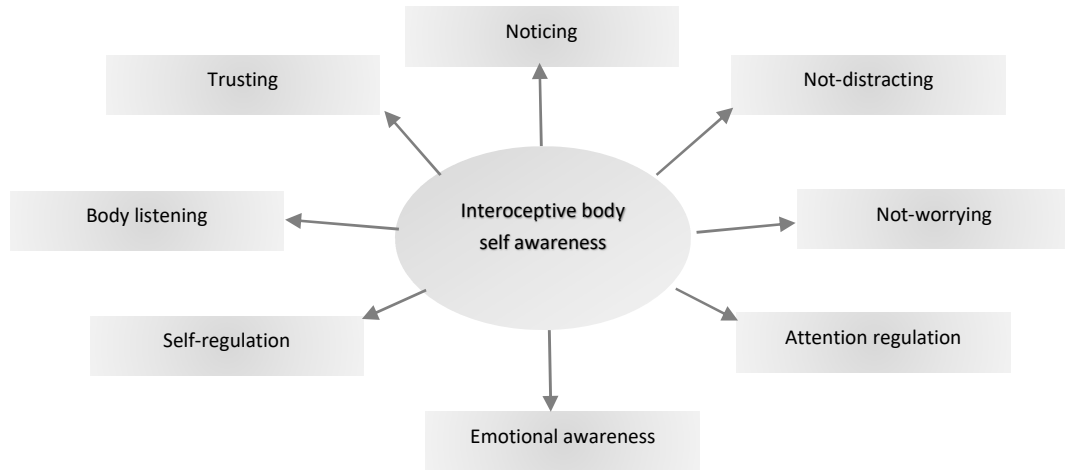 Noticing
Trusting
Not-distracting
Interoceptive body
self awareness
Body listening
Not-worrying
Self-regulation
Attention regulation
Emotional awareness